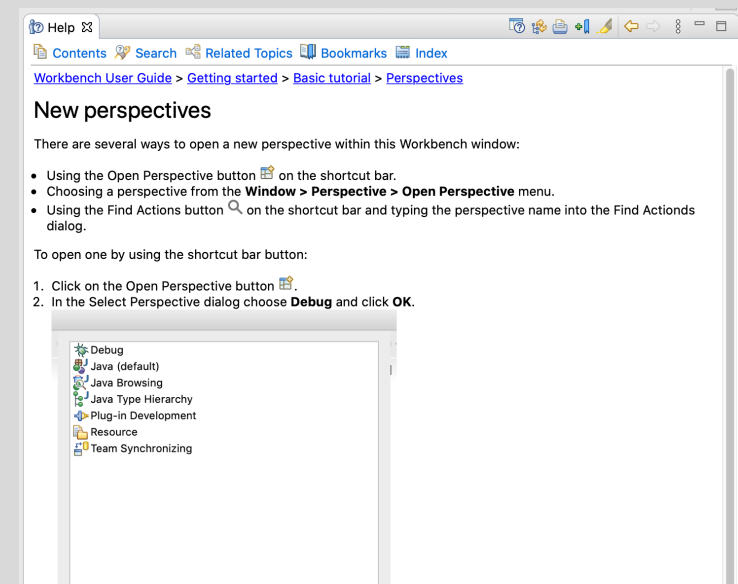 Help
Contents Search Related Topics Bookmarks Index
Workbench User Guide > Getting started > Basic tutorial > Perspectives
New perspectives
There are several ways to open a new perspective within this Workbench window:
• Using the Open Perspective button on the shortcut bar.
• Choosing a perspective from the Window > Perspective > Open Perspective menu.
• Using the Find Actions button on the shortcut bar and typing the perspective name into the Find Actionds
dialog.
To open one by using the shortcut bar button:
1. Click on the Open Perspective button .
2. In the Select Perspective dialog choose Debug and click OK.
Debug
Java (default)
Java Browsing
Java Type Hierarchy
Plug-in Development
Resource
Team Synchronizing